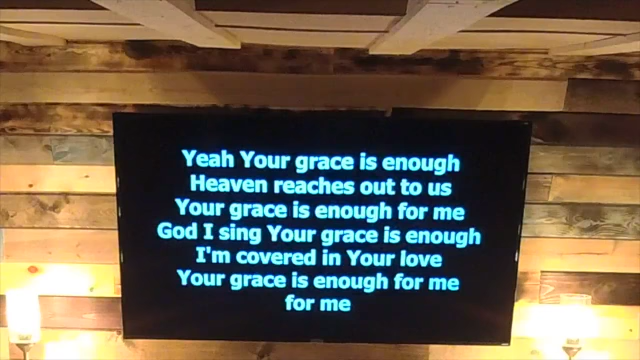 Yeah Your grace is enough
Heaven reaches out to us
Your grace is enough for me
God I sing Your grace is enough
I'm covered in Your love
Your grace is enough for me
for me